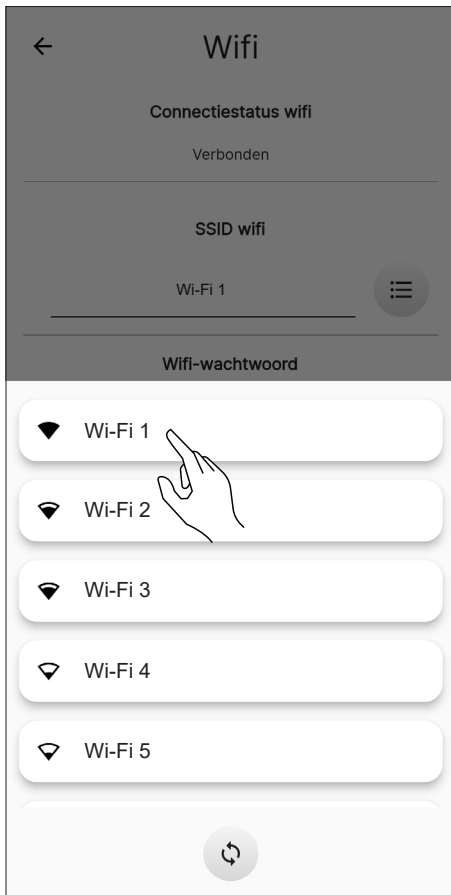 Wifi
Connectiestatus wifi
Verbonden
SSID wifi
Wi-Fi 1
Wifi-wachtwoord
Wi-Fi 1
Wi-Fi 2
Wi-Fi 3
Wi-Fi 4
Wi-Fi 5